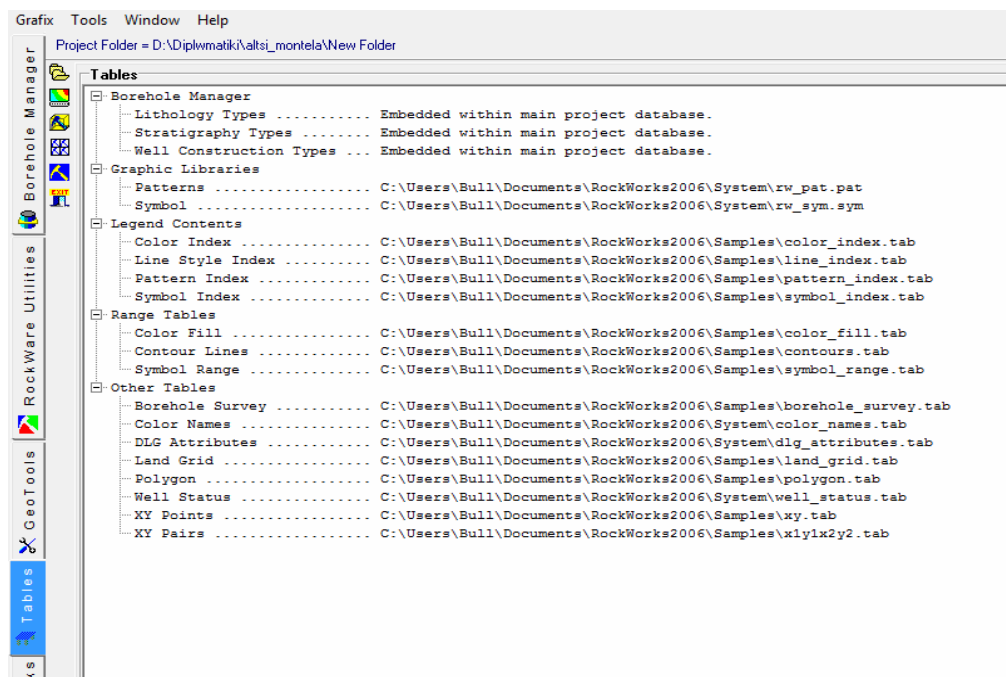 Grafix Tools Window Help
Project Folder = D:\Diplwmatiki\altsi_montela\New Folder
Tables
Borehole Manager
Lithology Types ........... Embedded within main project database.
Stratigraphy Types ........ Embedded within main project database.
Well Construction Types ... Embedded within main project database.
Graphic Libraries
Patterns .................. C:\Users\Bull\Documents\RockWorks2006\System\rw_pat.pat
Symbol .................... C:\Users\Bull\Documents\RockWorks2006\System\rw_sym.sym
Legend Contents
Color Index ............... C:\Users\Bull\Documents\RockWorks2006\Samples\color_index.tab
Line Style Index .......... C:\Users\Bull\Documents\RockWorks2006\Samples\line_index.tab
Pattern Index ............. C:\Users\Bull\Documents\RockWorks2006\Samples\pattern_index.tab
Symbol Index .............. C:\Users\Bull\Documents\RockWorks2006\Samples\symbol_index.tab
Range Tables
Color Fill ................ C:\Users\Bull\Documents\RockWorks2006\Samples\color_fill.tab
Contour Lines ............. C:\Users\Bull\Documents\RockWorks2006\Samples\contours.tab
Symbol Range .............. C:\Users\Bull\Documents\RockWorks2006\Samples\symbol_range.tab
Other Tables
Borehole Survey ........... C:\Users\Bull\Documents\RockWorks2006\Samples\borehole_survey.tab
Color Names ............... C:\Users\Bull\Documents\RockWorks2006\System\color_names.tab
DLG Attributes ............ C:\Users\Bull\Documents\RockWorks2006\System\dlg_attributes.tab
Land Grid ................. C:\Users\Bull\Documents\RockWorks2006\Samples\land_grid.tab
Polygon ................... C:\Users\Bull\Documents\RockWorks2006\Samples\polygon.tab
Well Status ............... C:\Users\Bull\Documents\RockWorks2006\System\well_status.tab
XY Points ................. C:\Users\Bull\Documents\RockWorks2006\Samples\xy.tab
XY Pairs .................. C:\Users\Bull\Documents\RockWorks2006\Samples\x1y1x2y2.tab
Borehole Manager
EXIT
RockWare Utilities
GeoTools
Tables